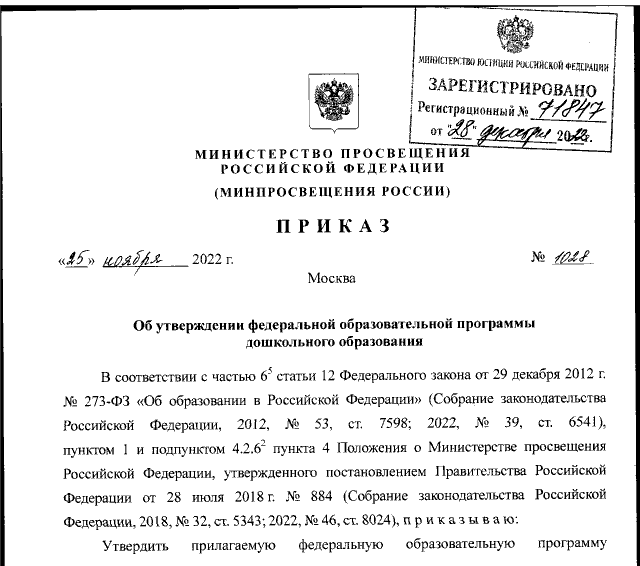 МИНИСТЕРСТВО ЮСТИЦИИ РОССИЙСКОЙ ФЕДЕРАЦИИ
ЗАРЕГИСТРИРОВАНО
Регистрационный № 71847
от "28" декабря 2022г.
МИНИСТЕРСТВО ПРОСВЕЩЕНИЯ
РОССИЙСКОЙ ФЕДЕРАЦИИ
(МИНПРОСВЕЩЕНИЯ РОССИИ)
ПРИКАЗ
«25» ноября 2022 г. № 1028
Москва
Об утверждении федеральной образовательной программы
дошкольного образования
В соответствии с частью 6⁵ статьи 12 Федерального закона от 29 декабря 2012 г.
№ 273-ФЗ «Об образовании в Российской Федерации» (Собрание законодательства
Российской Федерации, 2012, № 53, ст. 7598; 2022, № 39, ст. 6541),
пунктом 1 и подпунктом 4.2.6² пункта 4 Положения о Министерстве просвещения
Российской Федерации, утвержденного постановлением Правительства Российской
Федерации от 28 июля 2018 г. № 884 (Собрание законодательства Российской
Федерации, 2018, № 32, ст. 5343; 2022, № 46, ст. 8024), п р и к а з ы в а ю:
Утвердить прилагаемую федеральную образовательную программу